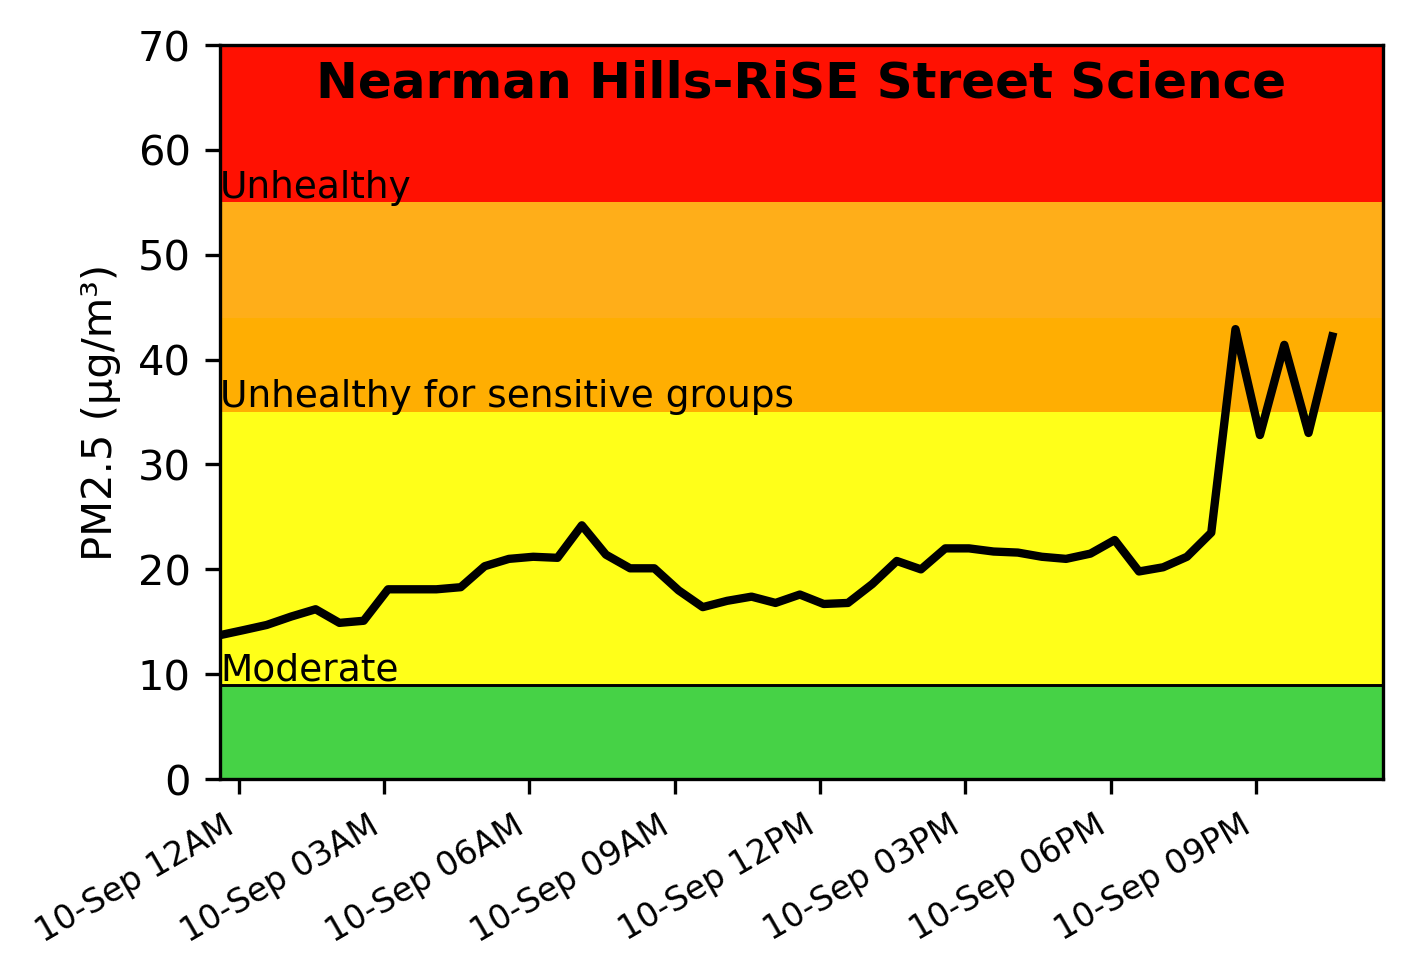 Nearman Hills-RiSE Street Science
70
60
50
40
30
20
10
0
PM2.5 (µg/m³)
Unhealthy
Unhealthy for sensitive groups
Moderate
10-Sep 12AM
10-Sep 03AM
10-Sep 06AM
10-Sep 09AM
10-Sep 12PM
10-Sep 03PM
10-Sep 06PM
10-Sep 09PM